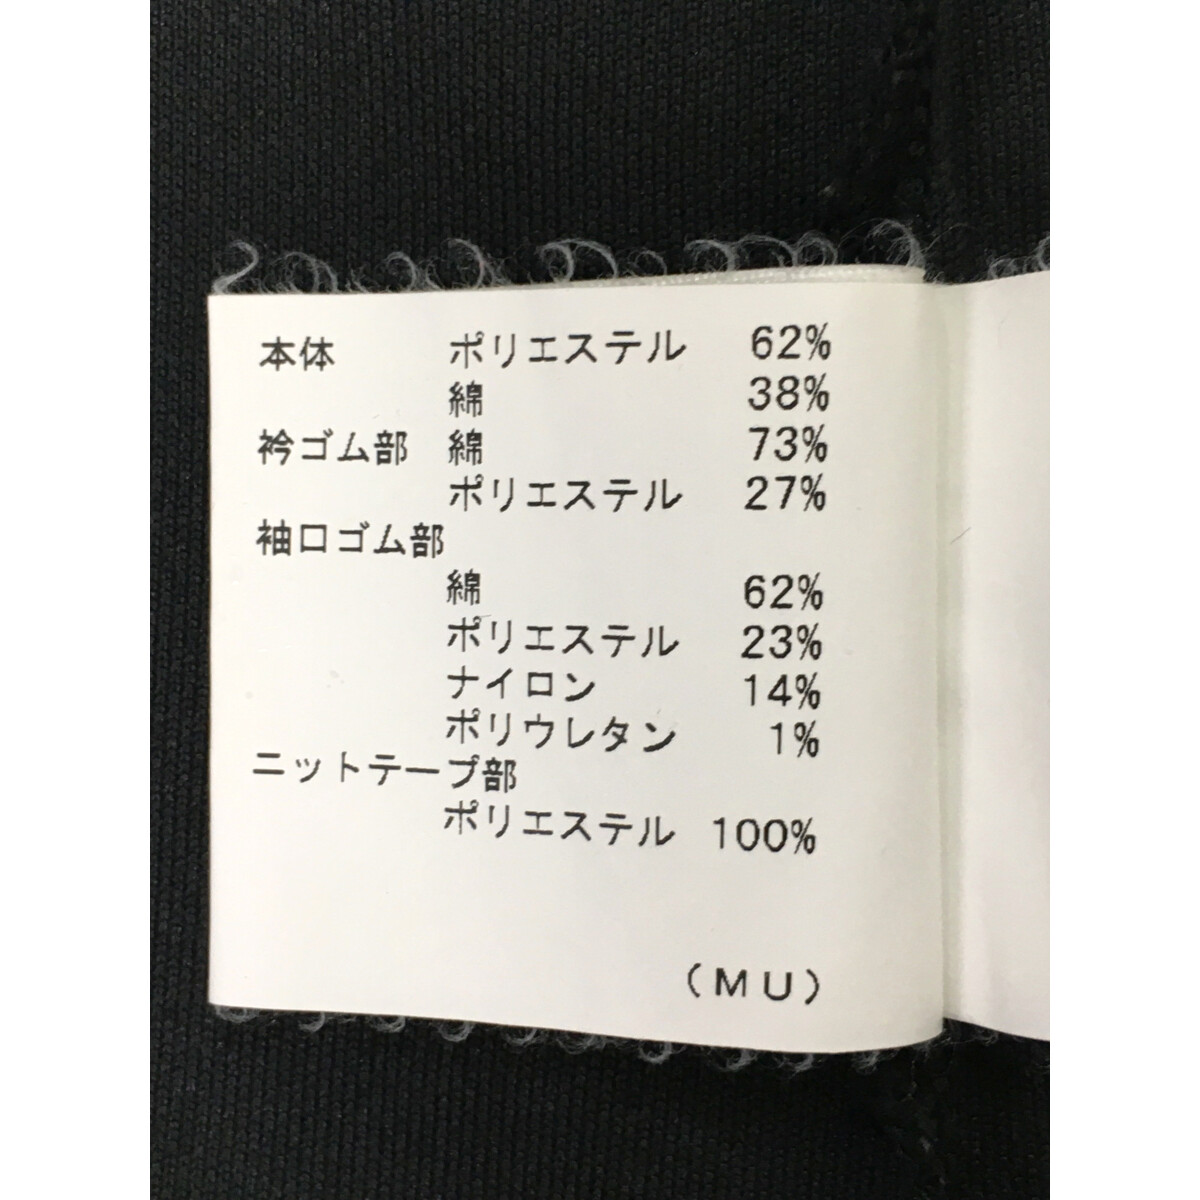 本体 ポリエステル 62%
綿 38%
衿ゴム部 綿 73%
ポリエステル 27%
袖口ゴム部
綿 62%
ポリエステル 23%
ナイロン 14%
ポリウレタン 1%
ニットテープ部
ポリエステル 100%
(MU)